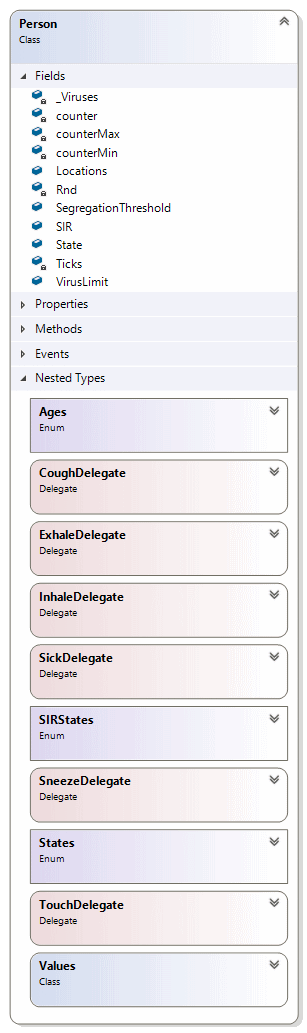 Person
Class
Fields
_Viruses
counter
counterMax
counterMin
Locations
Rnd
SegregationThreshold
SIR
State
Ticks
VirusLimit
Properties
Methods
Events
Nested Types
Ages
Enum
CoughDelegate
Delegate
ExhaleDelegate
Delegate
InhaleDelegate
Delegate
SickDelegate
Delegate
SIRStates
Enum
SneezeDelegate
Delegate
States
Enum
TouchDelegate
Delegate
Values
Class